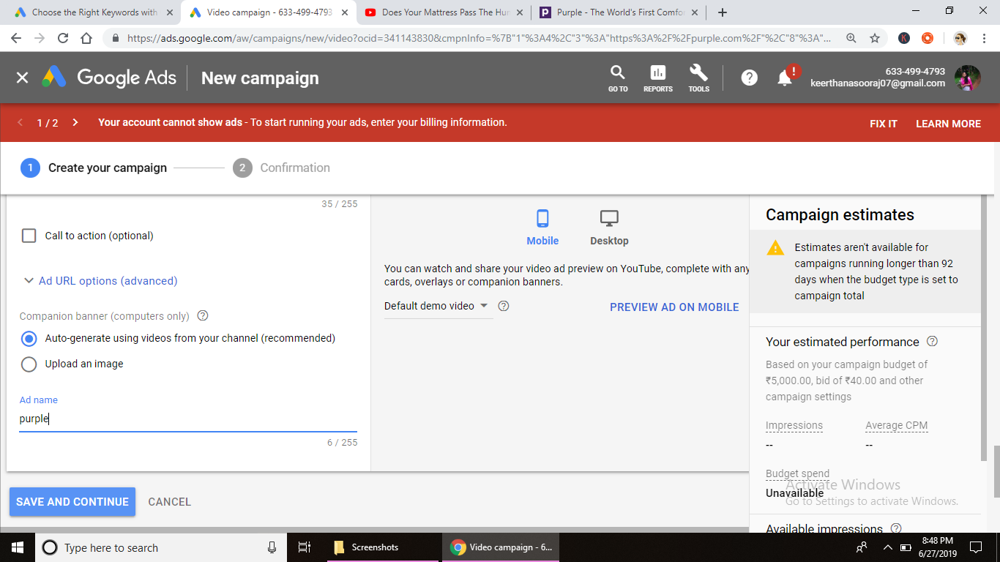 Choose the Right Keywords with
Video campaign - 633-499-4793
Does Your Mattress Pass The Hu
Purple - The World's First Comfo
https://ads.google.com/aw/campaigns/new/video?ocid=341143830&cmpnInfo=%7B"1"%3A4%2C"3"%3A"https%3A%2F%2Fpurple.com%2F"%2C"8"%3A"...
K
Google Ads
New campaign
GO TO
REPORTS
TOOLS
?
!
633-499-4793
keerthanasooraj07@gmail.com
1 / 2
Your account cannot show ads - To start running your ads, enter your billing information.
FIX IT
LEARN MORE
1 Create your campaign
2 Confirmation
35 / 255
Call to action (optional)
Ad URL options (advanced)
Companion banner (computers only) ?
Auto-generate using videos from your channel (recommended)
Upload an image
Ad name
purple
6 / 255
SAVE AND CONTINUE
CANCEL
Mobile
Desktop
You can watch and share your video ad preview on YouTube, complete with any
cards, overlays or companion banners.
Default demo video ?
PREVIEW AD ON MOBILE
Campaign estimates
Estimates aren't available for
campaigns running longer than 92
days when the budget type is set to
campaign total
Your estimated performance ?
Based on your campaign budget of
₹5,000.00, bid of ₹40.00 and other
campaign settings
Impressions
Average CPM
--
--
Budget spend
Unavailable
Activate Windows
Go to Settings to activate Windows.
Available impressions ?
Type here to search
Screenshots
Video campaign - 6...
8:48 PM
6/27/2019